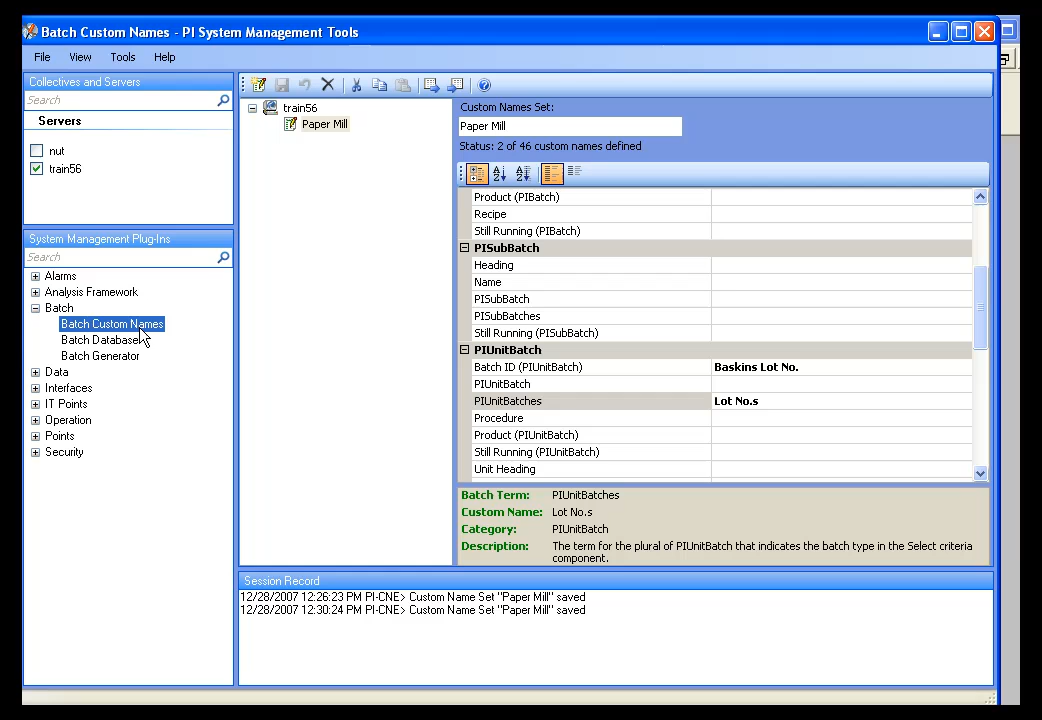 Batch Custom Names - PI System Management Tools
File View Tools Help
Collectives and Servers
Search
Servers
nut
train56
System Management Plug-Ins
Search
Alarms
Analysis Framework
Batch
Batch Custom Names
Batch Database
Batch Generator
Data
Interfaces
IT Points
Operation
Points
Security
train56
Paper Mill
Custom Names Set:
Paper Mill
Status: 2 of 46 custom names defined
Product (PIBatch)
Recipe
Still Running (PIBatch)
PISubBatch
Heading
Name
PISubBatch
PISubBatches
Still Running (PISubBatch)
PIUnitBatch
Batch ID (PIUnitBatch) Baskins Lot No.
PIUnitBatch
PIUnitBatches Lot No.s
Procedure
Product (PIUnitBatch)
Still Running (PIUnitBatch)
Unit Heading
Batch Term: PIUnitBatches
Custom Name: Lot No.s
Category: PIUnitBatch
Description: The term for the plural of PIUnitBatch that indicates the batch type in the Select criteria
component.
Session Record
12/28/2007 12:26:23 PM PI-CNE> Custom Name Set "Paper Mill" saved
12/28/2007 12:30:24 PM PI-CNE> Custom Name Set "Paper Mill" saved